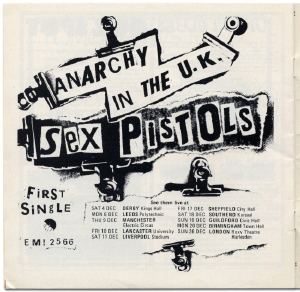 ANARCHY
IN THE U.K.
SEX PISTOLS
FIRST
SINGLE
EMI 2566
See them live at
SAT 4 DEC DERBY Kings Hall
MON 6 DEC LEEDS Polytechnic
THU 9 DEC MANCHESTER
Electric Circus
FRI 10 DEC LANCASTER University
SAT 11 DEC LIVERPOOL Stadium
FRI 17 DEC SHEFFIELD City Hall
SAT 18 DEC SOUTHEND Kursaal
SUN 19 DEC GUILDFORD Civic Hall
MON 20 DEC BIRMINGHAM Town Hall
SUN 26 DEC LONDON Roxy Theatre
Harlesden